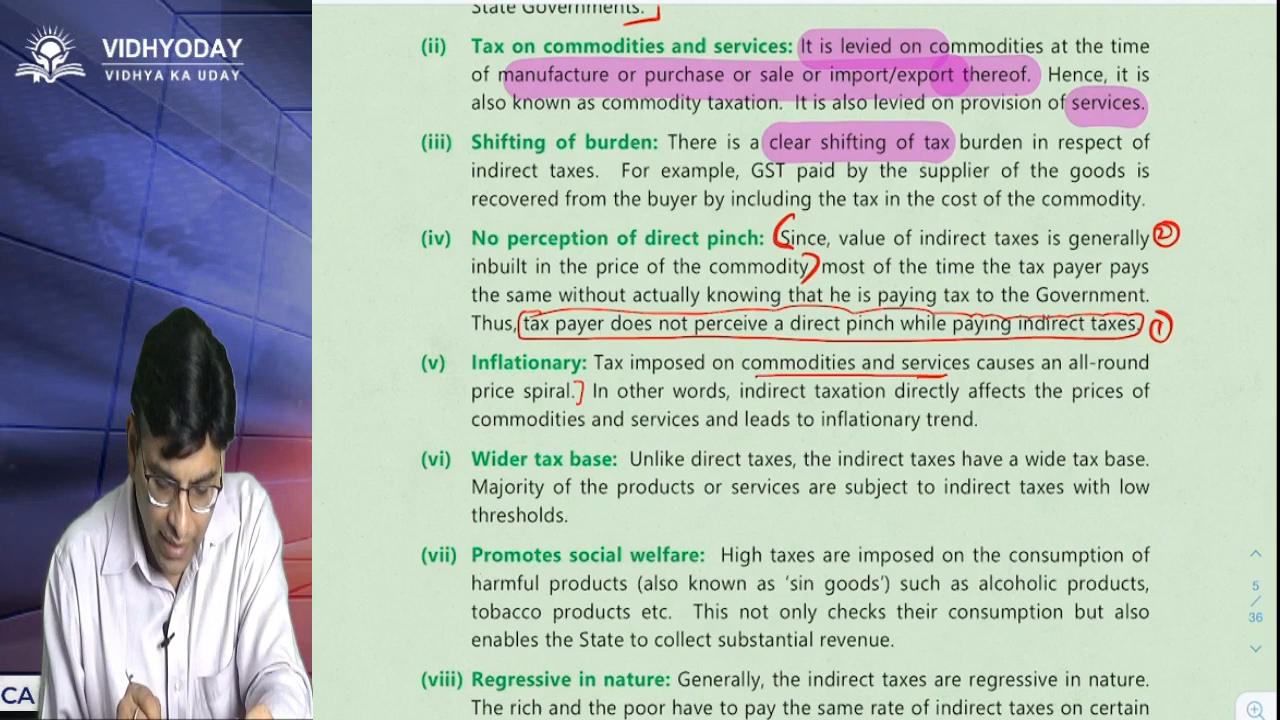 State Governments.
VIDHYODAY
VIDHYA KA UDAY
(ii) Tax on commodities and services: It is levied on commodities at the time
of manufacture or purchase or sale or import/export thereof. Hence, it is
also known as commodity taxation. It is also levied on provision of services.
(iii) Shifting of burden: There is a clear shifting of tax burden in respect of
indirect taxes. For example, GST paid by the supplier of the goods is
recovered from the buyer by including the tax in the cost of the commodity.
(iv) No perception of direct pinch: Since, value of indirect taxes is generally 2
inbuilt in the price of the commodity, most of the time the tax payer pays
the same without actually knowing that he is paying tax to the Government.
Thus, tax payer does not perceive a direct pinch while paying indirect taxes. 1
(v) Inflationary: Tax imposed on commodities and services causes an all-round
price spiral. In other words, indirect taxation directly affects the prices of
commodities and services and leads to inflationary trend.
(vi) Wider tax base: Unlike direct taxes, the indirect taxes have a wide tax base.
Majority of the products or services are subject to indirect taxes with low
thresholds.
(vii) Promotes social welfare: High taxes are imposed on the consumption of
harmful products (also known as ‘sin goods’) such as alcoholic products,
tobacco products etc. This not only checks their consumption but also
enables the State to collect substantial revenue.
(viii) Regressive in nature: Generally, the indirect taxes are regressive in nature.
The rich and the poor have to pay the same rate of indirect taxes on certain
5
/
36
CA